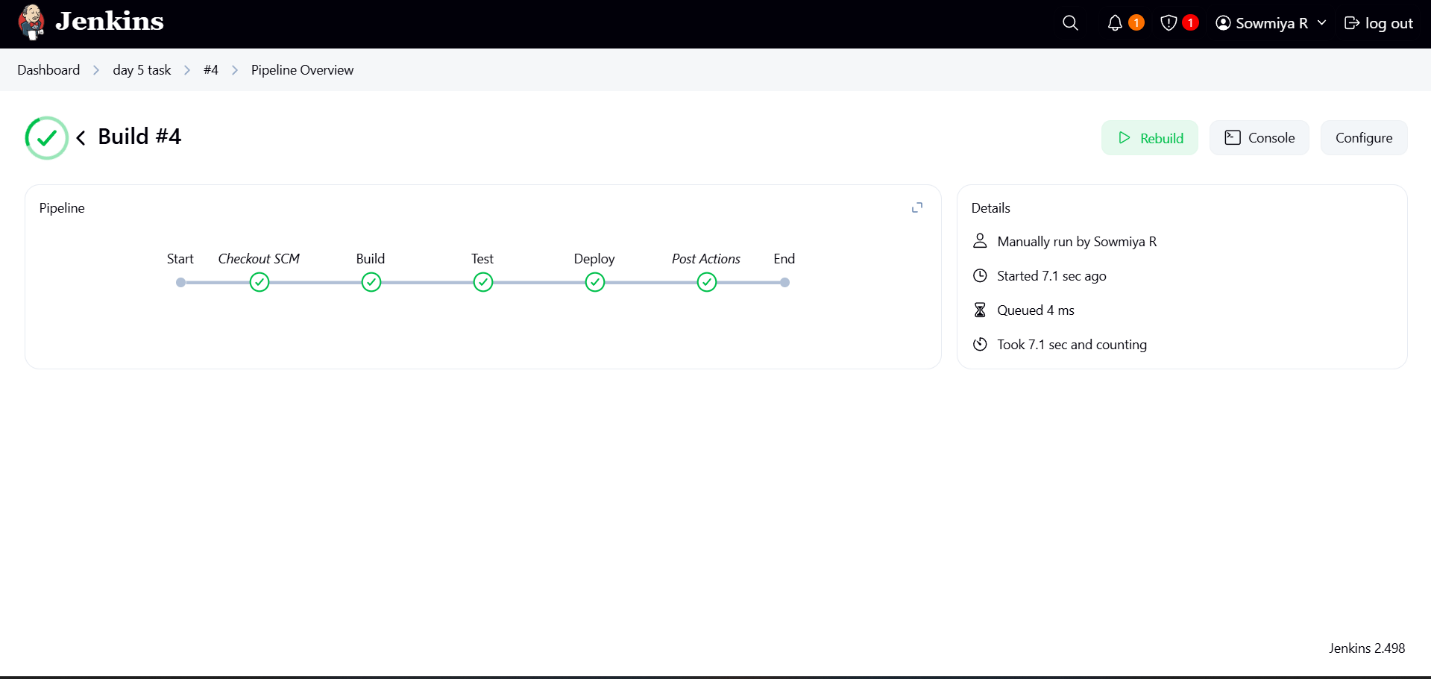 Jenkins 1 1 Sowmiya R log out
Dashboard day 5 task #4 Pipeline Overview
Build #4
Rebuild Console Configure
Pipeline
Start Checkout SCM Build Test Deploy Post Actions End
Details
Manually run by Sowmiya R
Started 7.1 sec ago
Queued 4 ms
Took 7.1 sec and counting
Jenkins 2.498